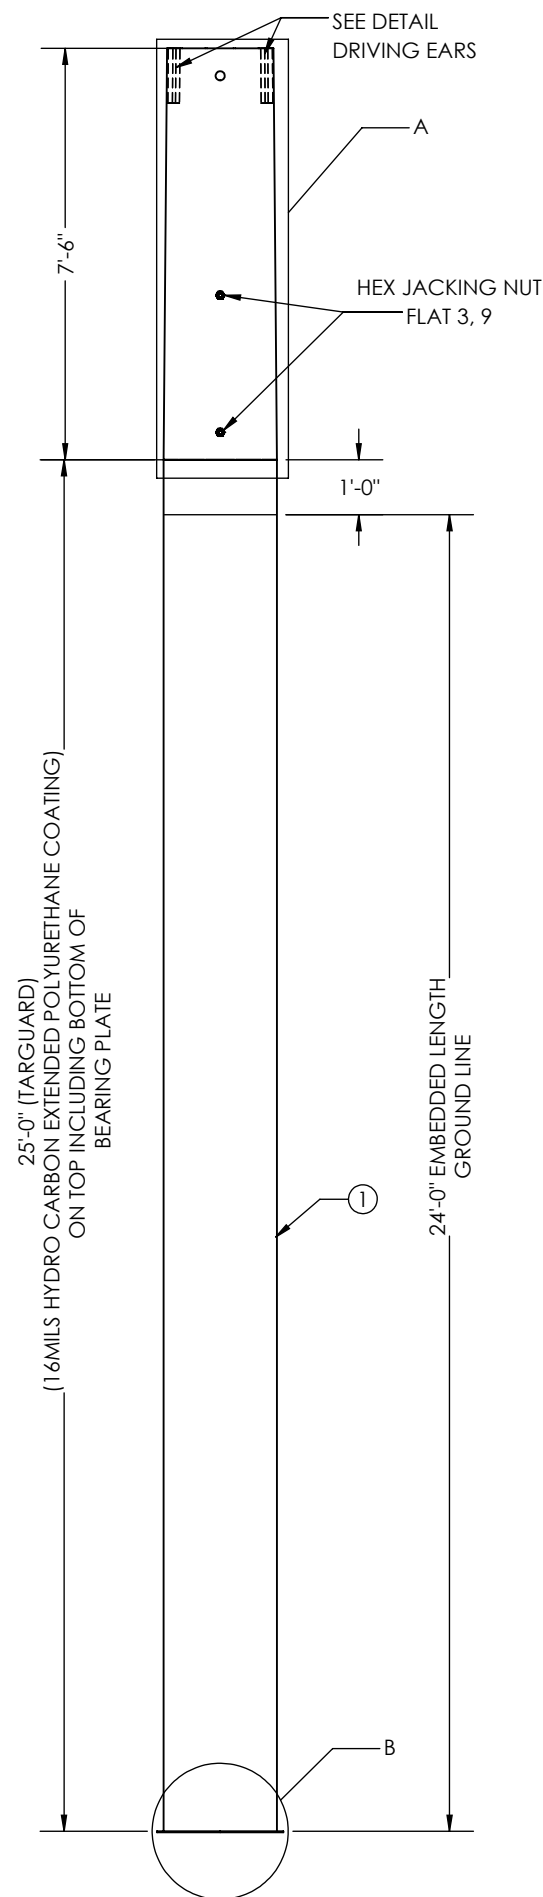 SEE DETAIL
DRIVING EARS
A
7'-6"
HEX JACKING NUT
FLAT 3, 9
1'-0"
25'-0" (TARGUARD)
(16MILS HYDRO CARBON EXTENDED POLYURETHANE COATING)
ON TOP INCLUDING BOTTOM OF
BEARING PLATE
24'-0" EMBEDDED LENGTH
GROUND LINE
1
B